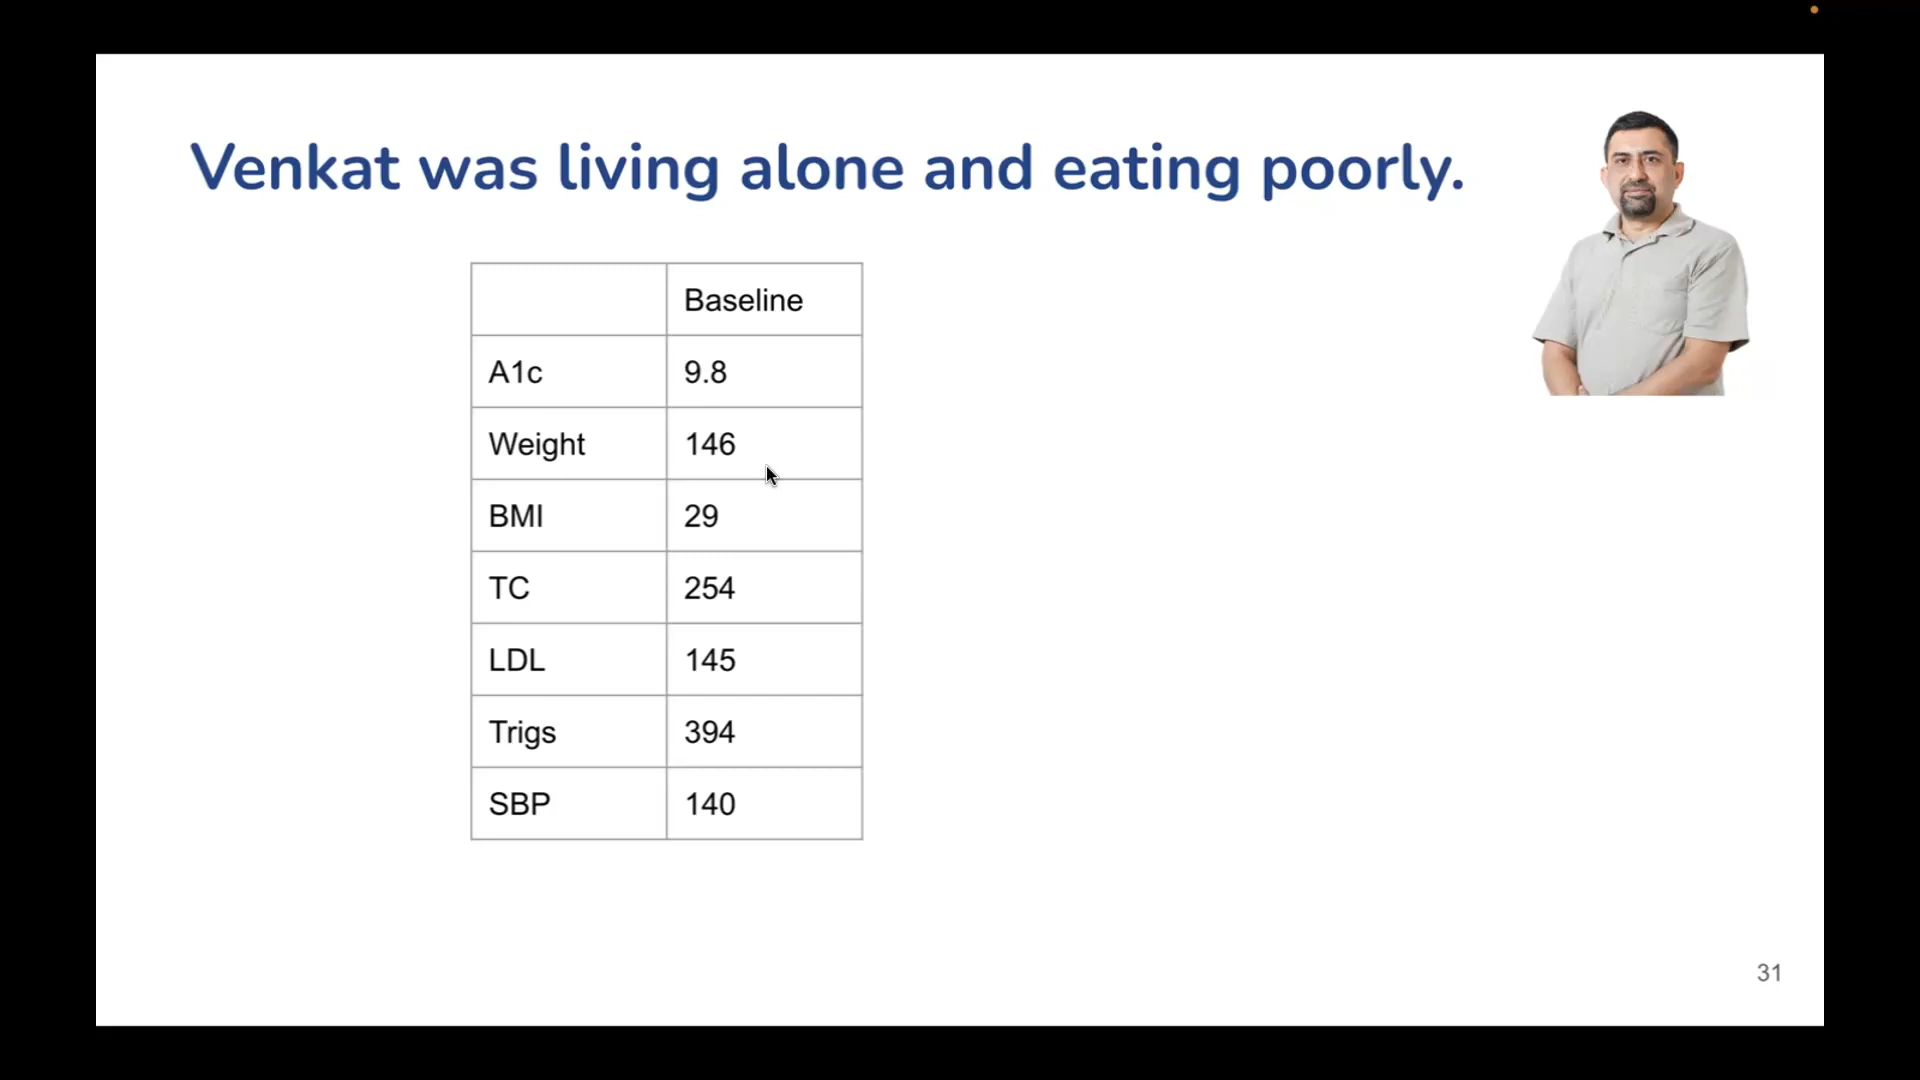 Venkat was living alone and eating poorly.
Baseline
A1c 9.8
Weight 146
BMI 29
TC 254
LDL 145
Trigs 394
SBP 140
31